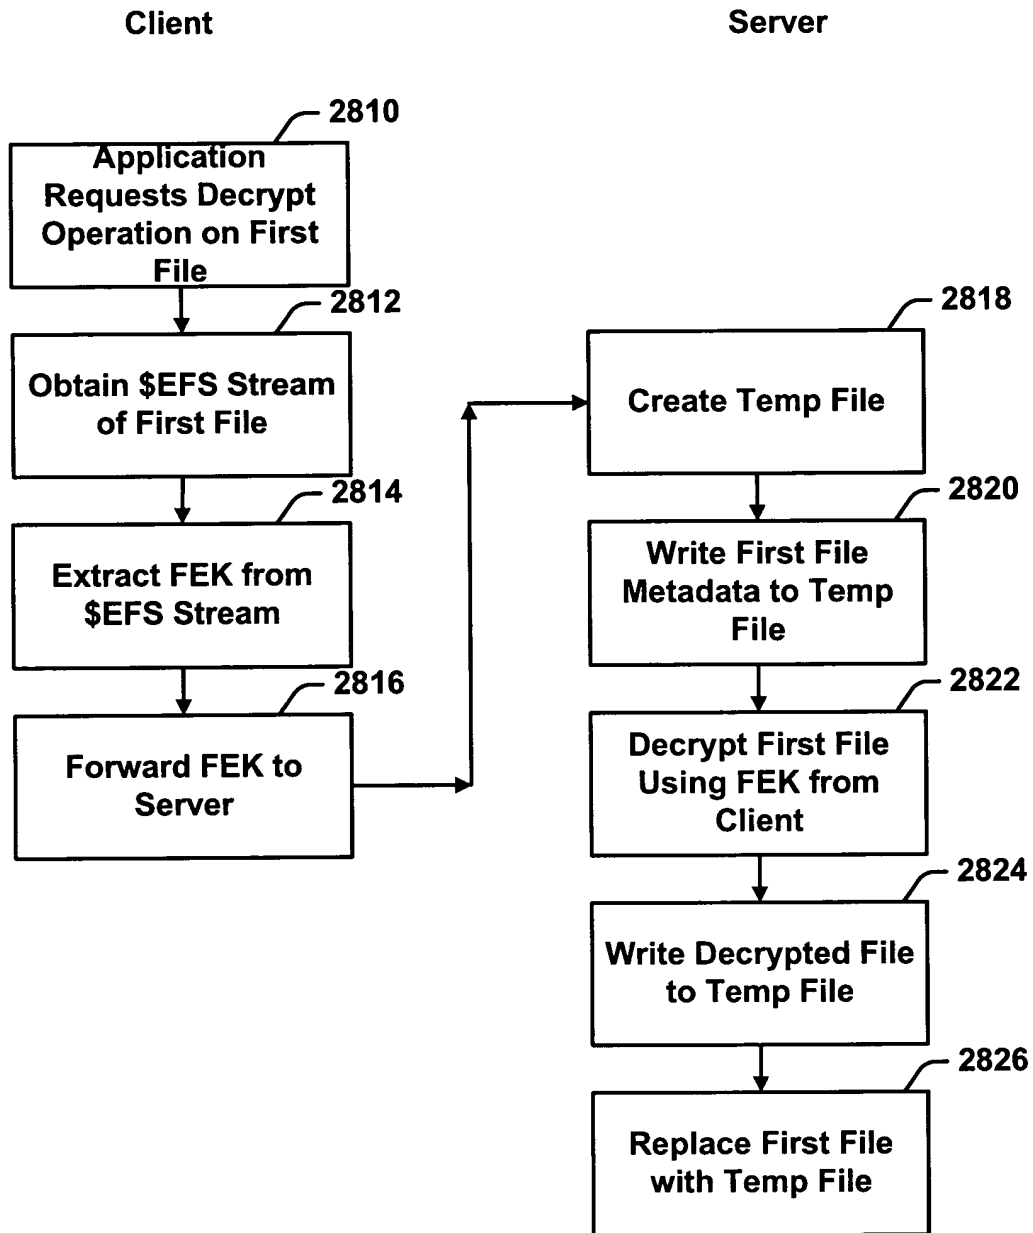 Client
Server
2810
Application
Requests Decrypt
Operation on First
File
2812
Obtain $EFS Stream
of First File
2814
Extract FEK from
$EFS Stream
2816
Forward FEK to
Server
2818
Create Temp File
2820
Write First File
Metadata to Temp
File
2822
Decrypt First File
Using FEK from
Client
2824
Write Decrypted File
to Temp File
2826
Replace First File
with Temp File